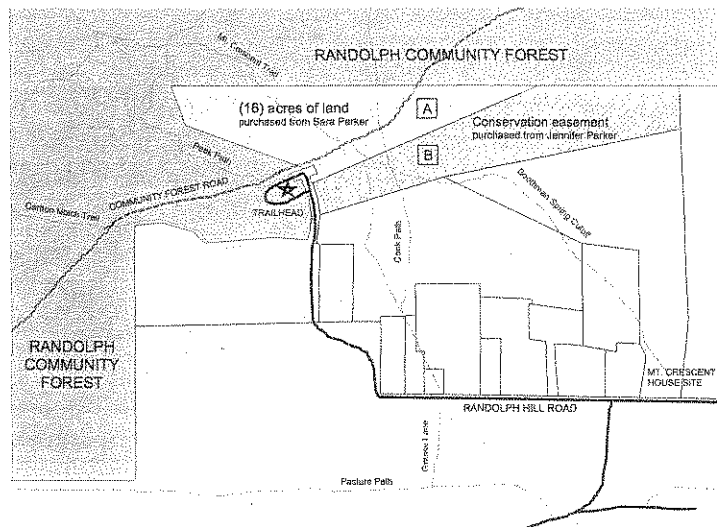 Mt. Crescent Trail
RANDOLPH COMMUNITY FOREST
(16) acres of land
purchased from Sara Parker
A
Conservation easement
purchased from Jennifer Parker
B
Peek Path
COMMUNITY FOREST ROAD
Carlton Notch Trail
TRAILHEAD
Boothman Spring Cutoff
Cook Path
RANDOLPH
COMMUNITY
FOREST
MT. CRESCENT
HOUSE SITE
RANDOLPH HILL ROAD
Grassy Lane
Pasture Path